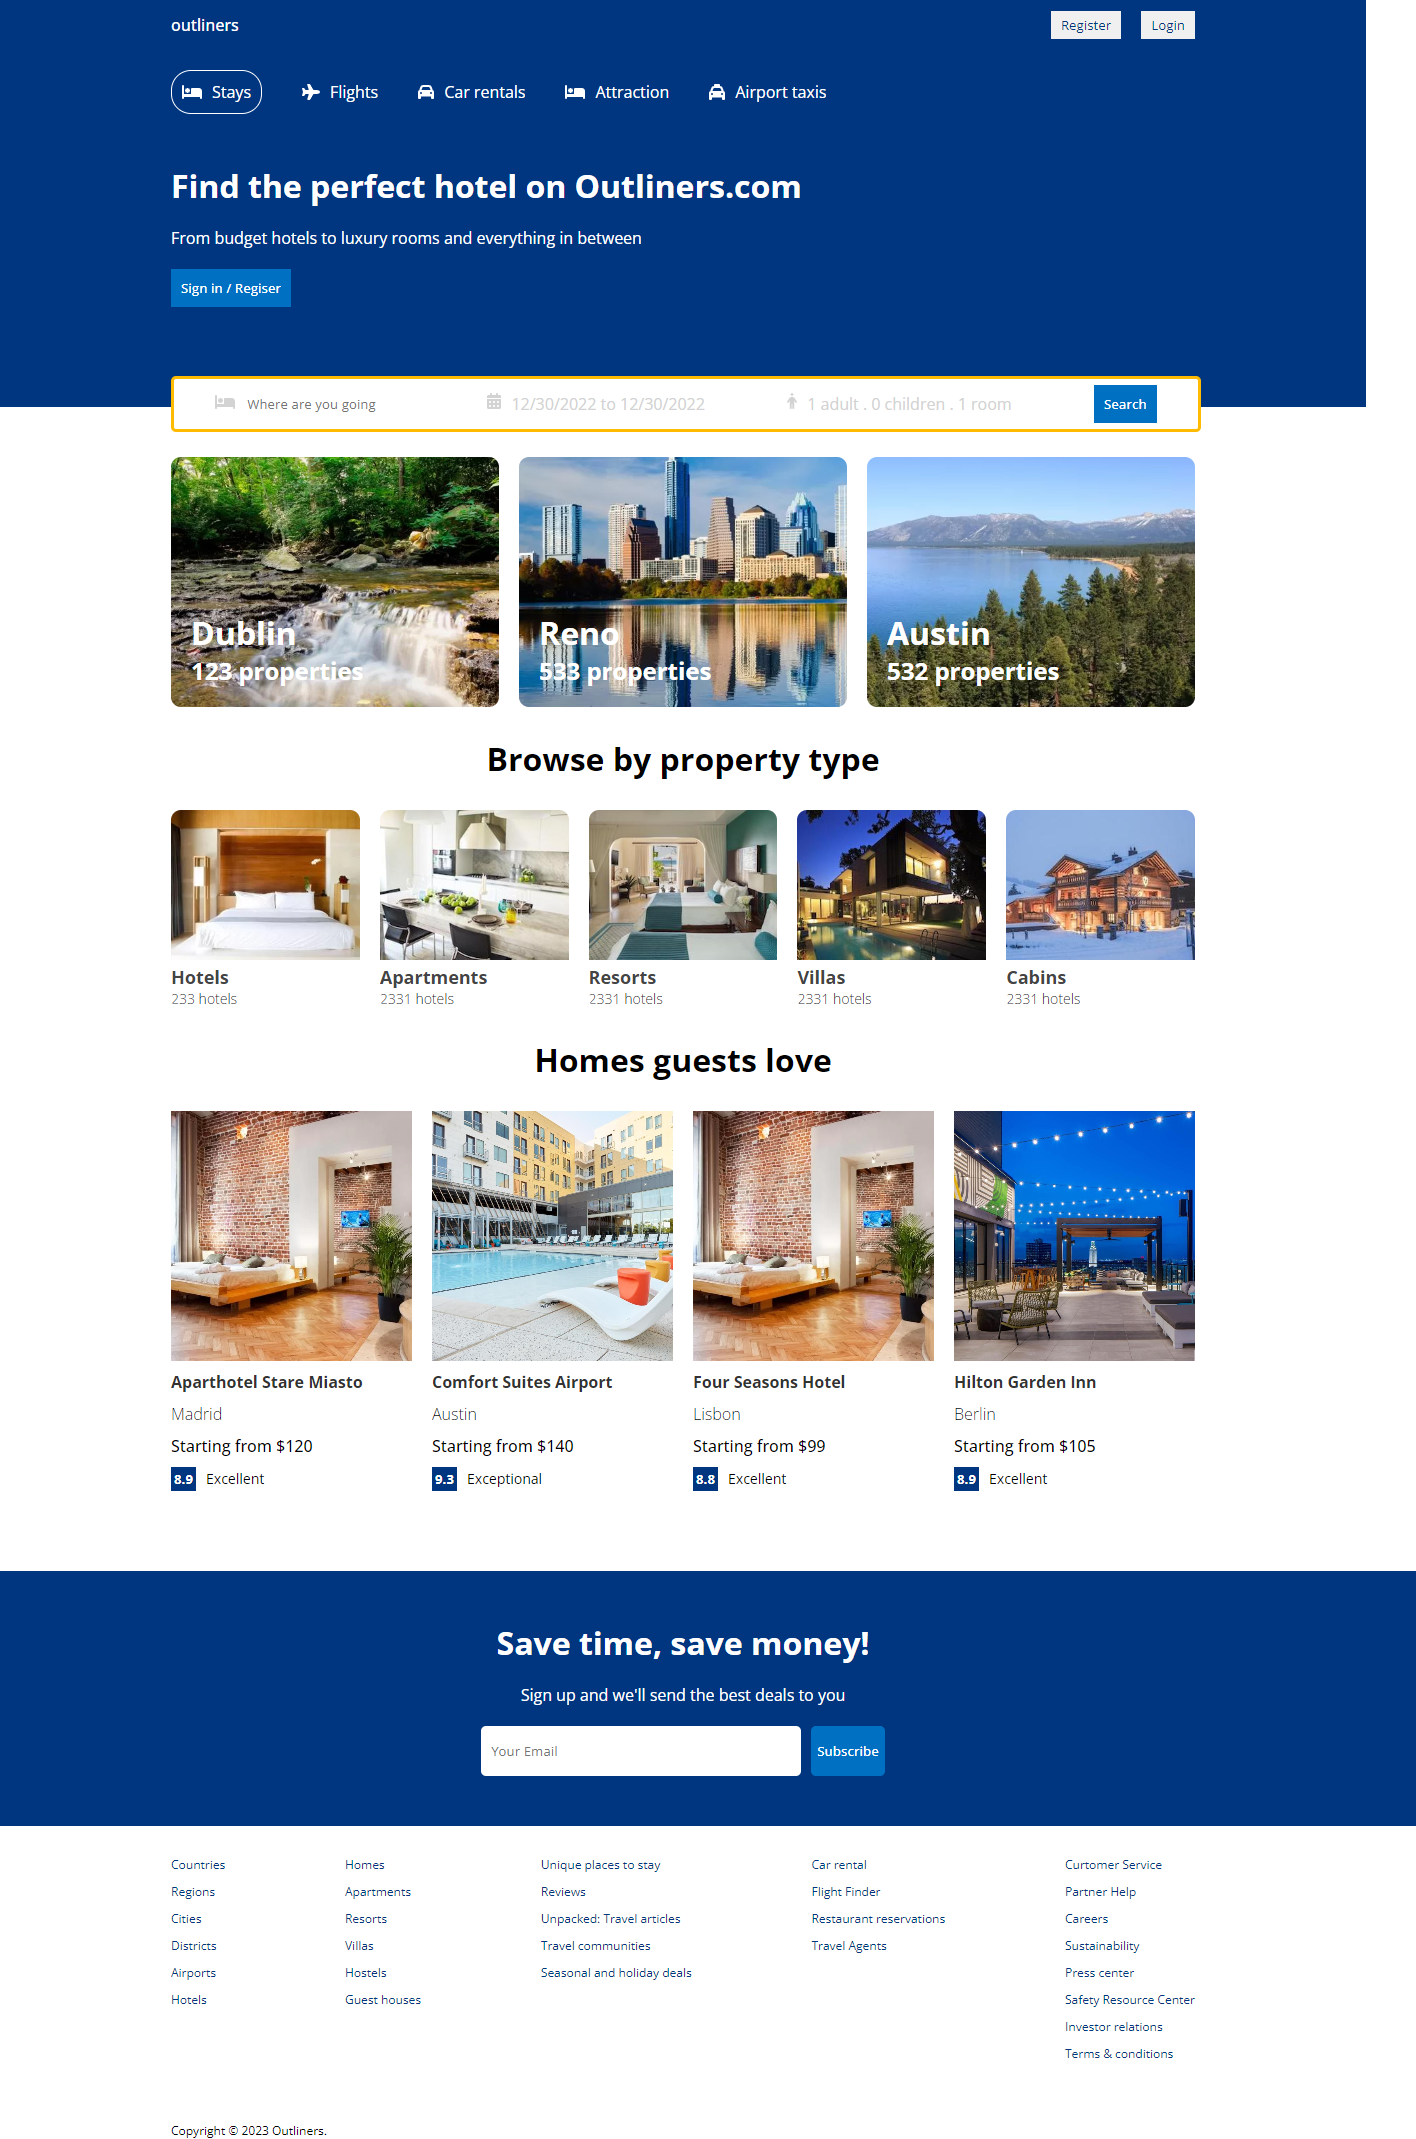 outliners
Register
Login
Stays
Flights
Car rentals
Attraction
Airport taxis
Find the perfect hotel on Outliners.com
From budget hotels to luxury rooms and everything in between
Sign in / Regiser
Where are you going
12/30/2022 to 12/30/2022
1 adult . 0 children . 1 room
Search
Dublin
123 properties
Reno
533 properties
Austin
532 properties
Browse by property type
Hotels
233 hotels
Apartments
2331 hotels
Resorts
2331 hotels
Villas
2331 hotels
Cabins
2331 hotels
Homes guests love
Aparthotel Stare Miasto
Madrid
Starting from $120
8.9 Excellent
Comfort Suites Airport
Austin
Starting from $140
9.3 Exceptional
Four Seasons Hotel
Lisbon
Starting from $99
8.8 Excellent
Hilton Garden Inn
Berlin
Starting from $105
8.9 Excellent
Save time, save money!
Sign up and we'll send the best deals to you
Your Email
Subscribe
Countries
Regions
Cities
Districts
Airports
Hotels
Homes
Apartments
Resorts
Villas
Hostels
Guest houses
Unique places to stay
Reviews
Unpacked: Travel articles
Travel communities
Seasonal and holiday deals
Car rental
Flight Finder
Restaurant reservations
Travel Agents
Curtomer Service
Partner Help
Careers
Sustainability
Press center
Safety Resource Center
Investor relations
Terms & conditions
Copyright © 2023 Outliners.